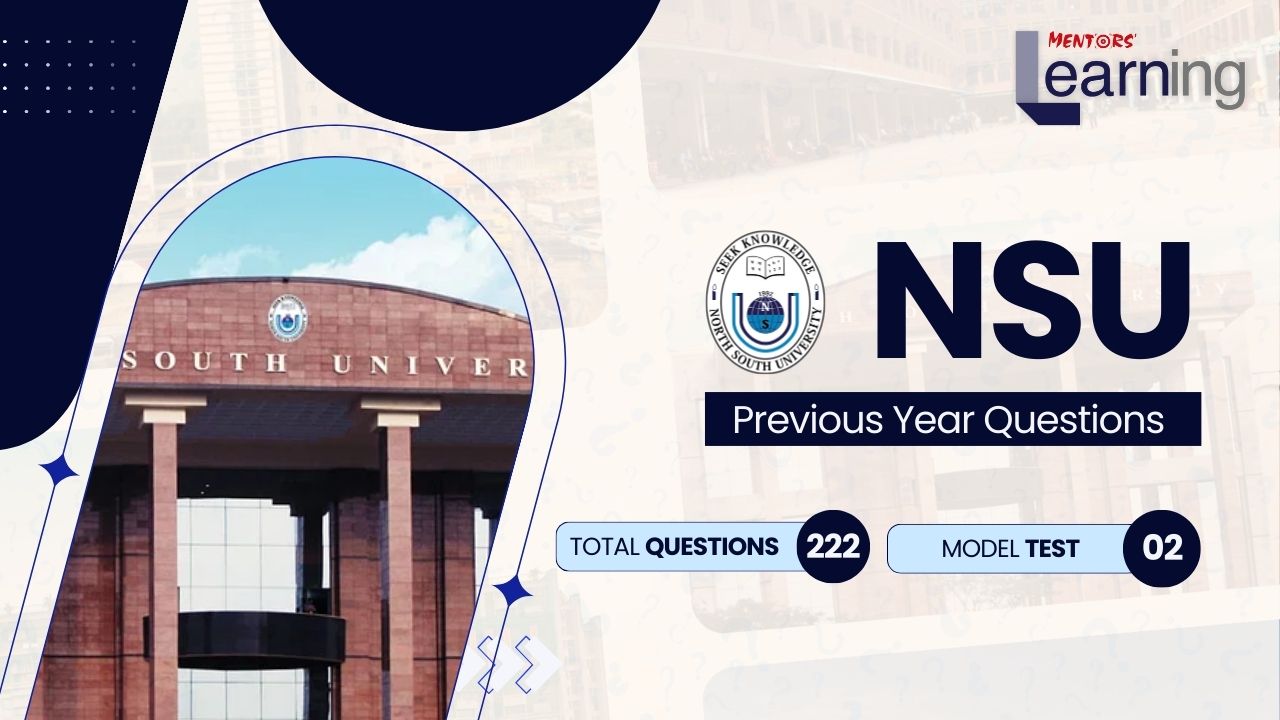 MENTORS'
Learning
SEEK KNOWLEDGE
1992
N
S
NORTH SOUTH UNIVERSITY
NSU
SOUTH UNIVER
Previous Year Questions
TOTAL QUESTIONS 222
MODEL TEST 02